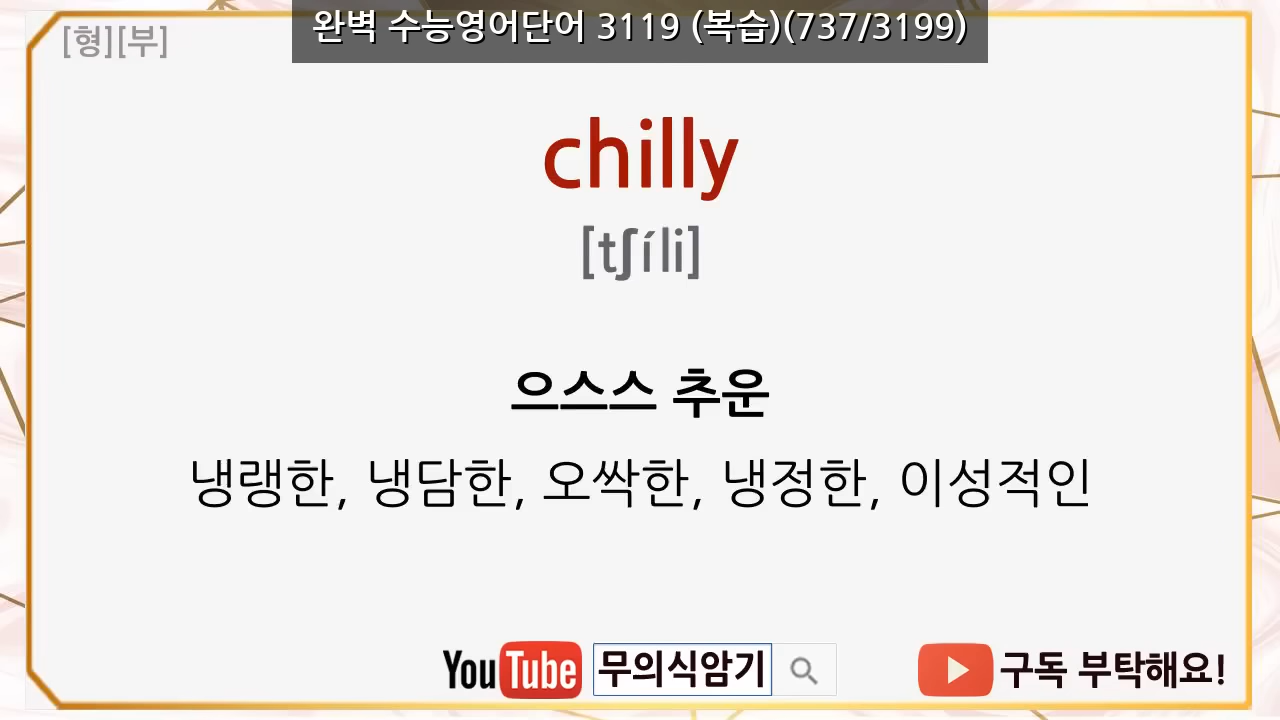 완벽 수능영어단어 3119 (복습)(737/3199)
[형][부]
chilly
[tʃíli]
으스스 추운
냉랭한, 냉담한, 오싹한, 냉정한, 이성적인
YouTube 무의식암기 구독 부탁해요!